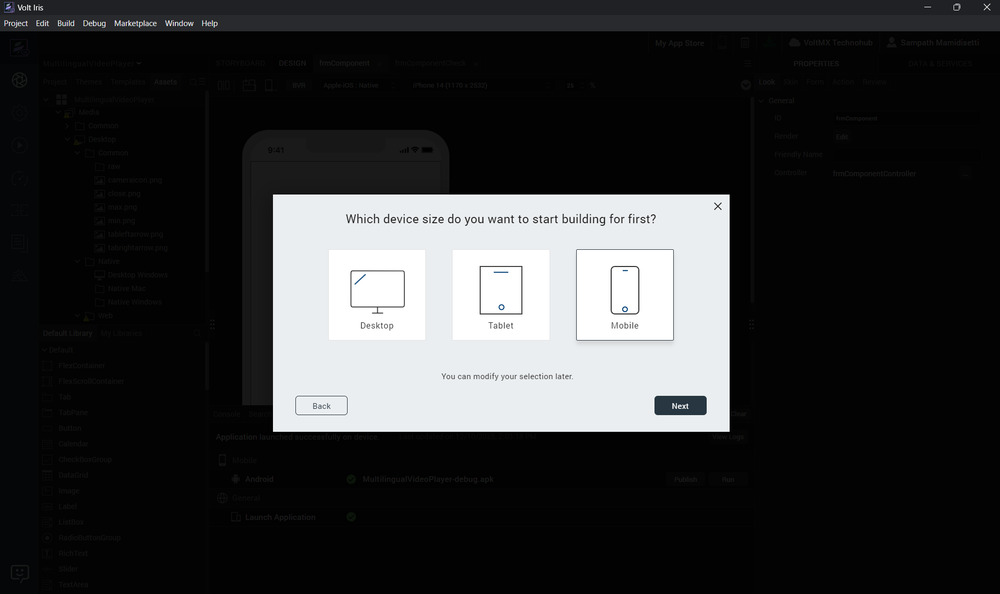 Volt Iris
Project Edit Build Debug Marketplace Window Help
My App Store VoltMX Technohub Sampath Mamidisetti
MultilingualVideoPlayer STORYBOARD DESIGN frmComponent frmComponentCheck PROPERTIES DATA & SERVICES
Project Themes Templates Assets BVR Apple-iOS : Native iPhone 14 (1170 x 2532) 25 % Look Skin Form Action Review
MultilingualVideoPlayer
Media
Common
Desktop
Common
raw
cameraicon.png
close.png
max.png
min.png
tableftarrow.png
tabrightarrow.png
Native
Desktop Windows
Native Mac
Native Windows
Web
General
ID frmComponent
Render Edit
Friendly Name
Controller frmComponentController ...
9:41
Which device size do you want to start building for first?
Desktop Tablet Mobile
You can modify your selection later.
Back Next
Default Library My Libraries
Default
FlexContainer
FlexScrollContainer
Tab
TabPane
Button
Calendar
CheckBoxGroup
DataGrid
Image
Label
ListBox
RadioButtonGroup
RichText
Slider
TextArea
Console Search Clear
Application launched successfully on device. Last updated on 12/10/2025, 2:03:18 PM View Logs
Mobile
Android MultilingualVideoPlayer-debug.apk Publish Run
General
Launch Application